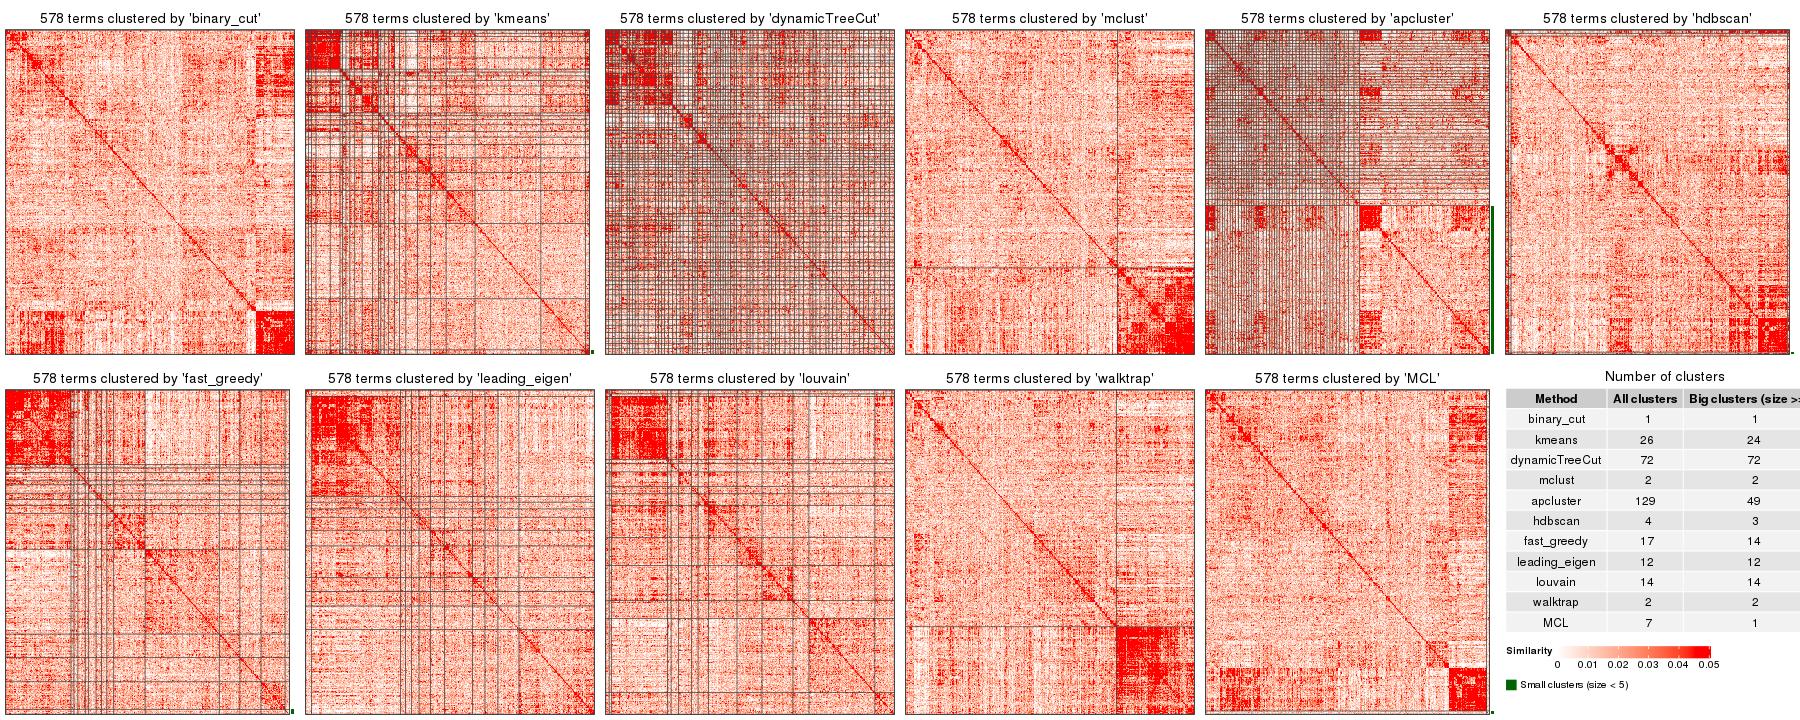 578 terms clustered by 'binary_cut'
578 terms clustered by 'kmeans'
578 terms clustered by 'dynamicTreeCut'
578 terms clustered by 'mclust'
578 terms clustered by 'apcluster'
578 terms clustered by 'hdbscan'
578 terms clustered by 'fast_greedy'
578 terms clustered by 'leading_eigen'
578 terms clustered by 'louvain'
578 terms clustered by 'walktrap'
578 terms clustered by 'MCL'
Number of clusters
Method All clusters Big clusters (size >
binary_cut 1 1
kmeans 26 24
dynamicTreeCut 72 72
mclust 2 2
apcluster 129 49
hdbscan 4 3
fast_greedy 17 14
leading_eigen 12 12
louvain 14 14
walktrap 2 2
MCL 7 1
Similarity
0 0.01 0.02 0.03 0.04 0.05
Small clusters (size < 5)